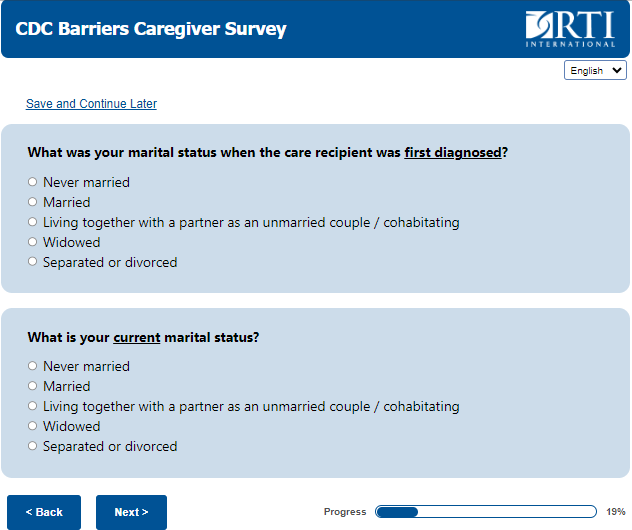 CDC Barriers Caregiver Survey
RTI
INTERNATIONAL
English
Save and Continue Later
What was your marital status when the care recipient was first diagnosed?
Never married
Married
Living together with a partner as an unmarried couple / cohabitating
Widowed
Separated or divorced
What is your current marital status?
Never married
Married
Living together with a partner as an unmarried couple / cohabitating
Widowed
Separated or divorced
< Back
Next >
Progress
19%